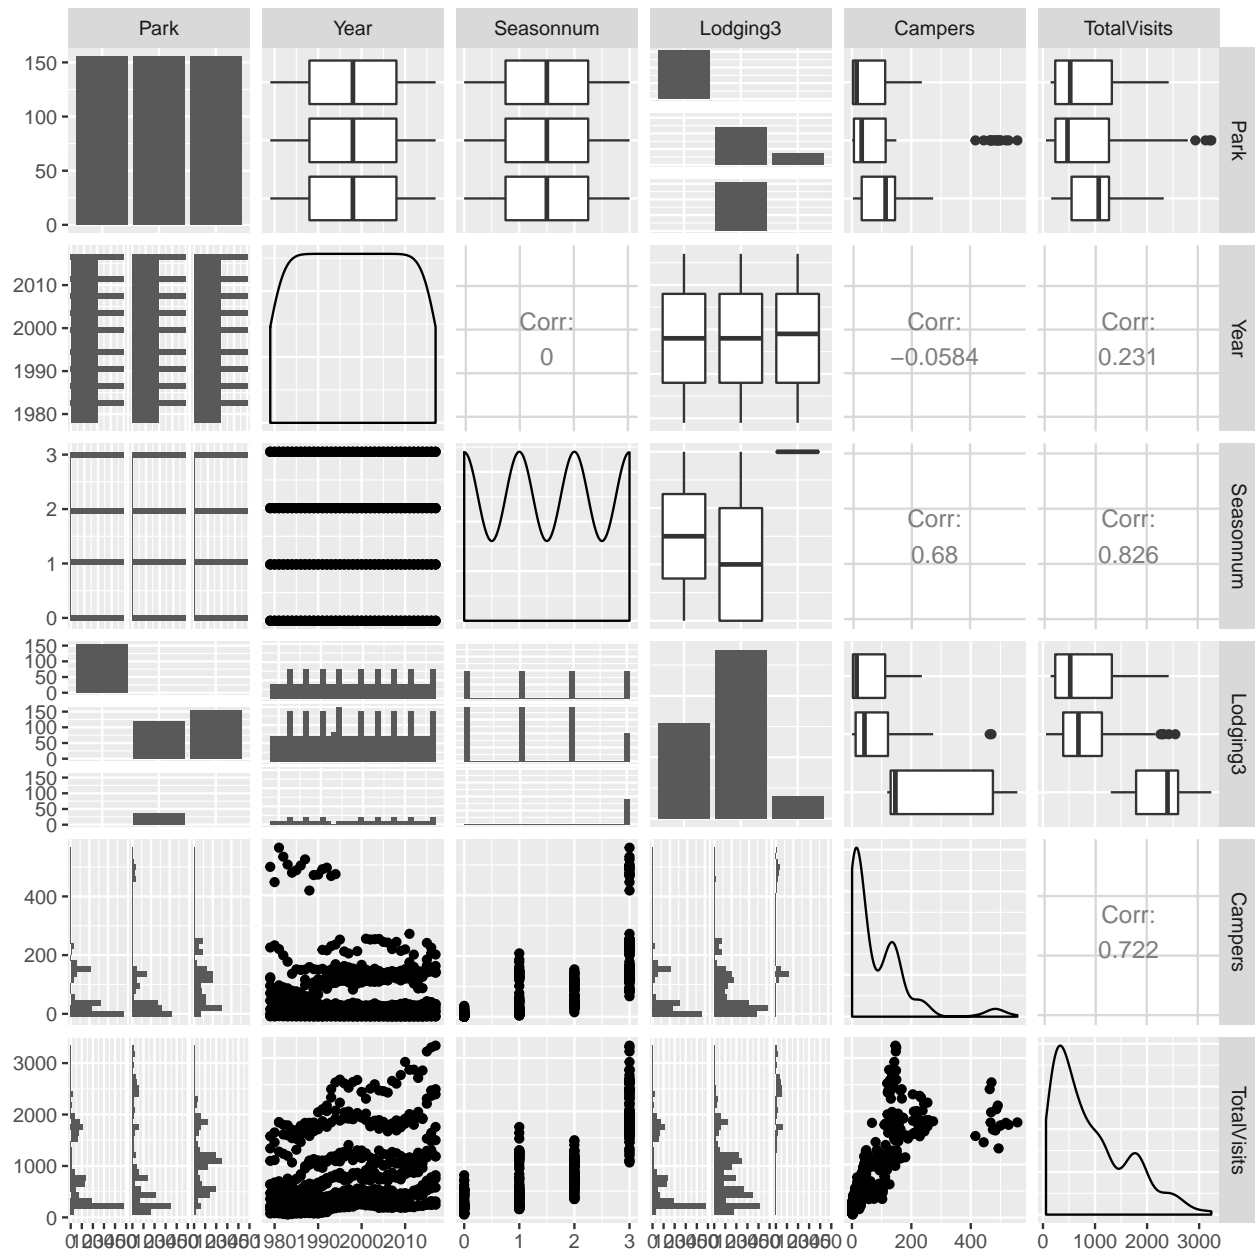 Park Year Seasonnum Lodging3 Campers TotalVisits
150
100
50
0
Park
2010
2000
1990
1980
Corr:
0
Corr:
−0.0584
Corr:
0.231
Year
3
2
1
0
Corr:
0.68
Corr:
0.826
Seasonnum
150
100
50
0
150
100
50
0
150
100
50
0
Lodging3
400
200
0
Corr:
0.722
Campers
3000
2000
1000
0
TotalVisits
1980 1990 2000 2010 0 1 2 3 0 200 400 0 1000 2000 3000